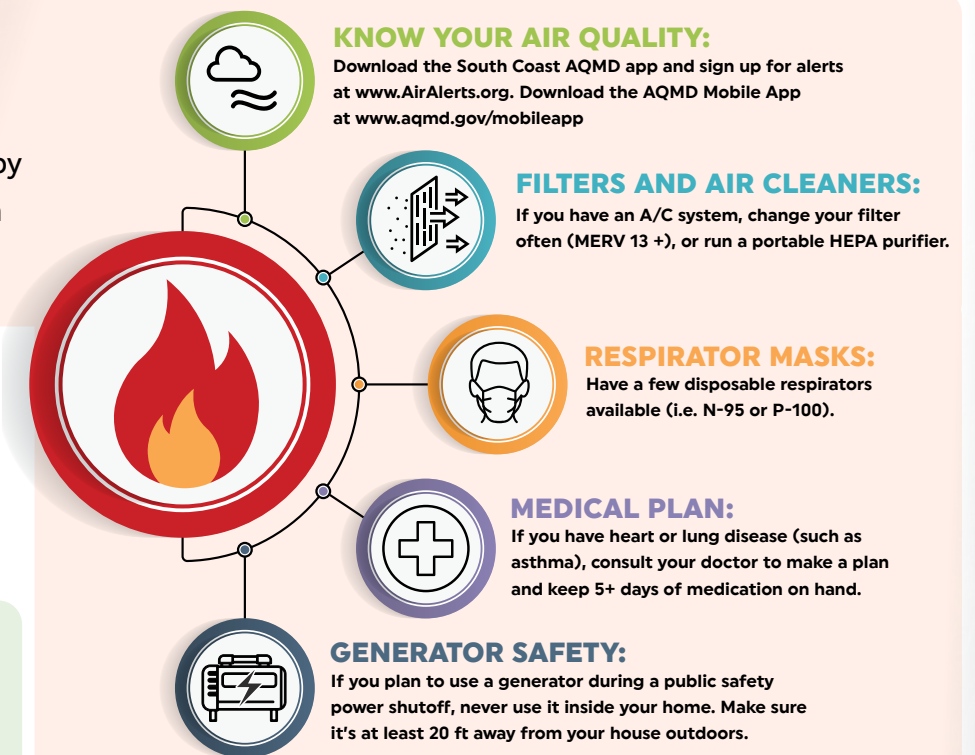 by
KNOW YOUR AIR QUALITY:
Download the South Coast AQMD app and sign up for alerts
at www.AirAlerts.org. Download the AQMD Mobile App
at www.aqmd.gov/mobileapp
FILTERS AND AIR CLEANERS:
If you have an A/C system, change your filter
often (MERV 13 +), or run a portable HEPA purifier.
RESPIRATOR MASKS:
Have a few disposable respirators
available (i.e. N-95 or P-100).
MEDICAL PLAN:
If you have heart or lung disease (such as
asthma), consult your doctor to make a plan
and keep 5+ days of medication on hand.
GENERATOR SAFETY:
If you plan to use a generator during a public safety
power shutoff, never use it inside your home. Make sure
it's at least 20 ft away from your house outdoors.